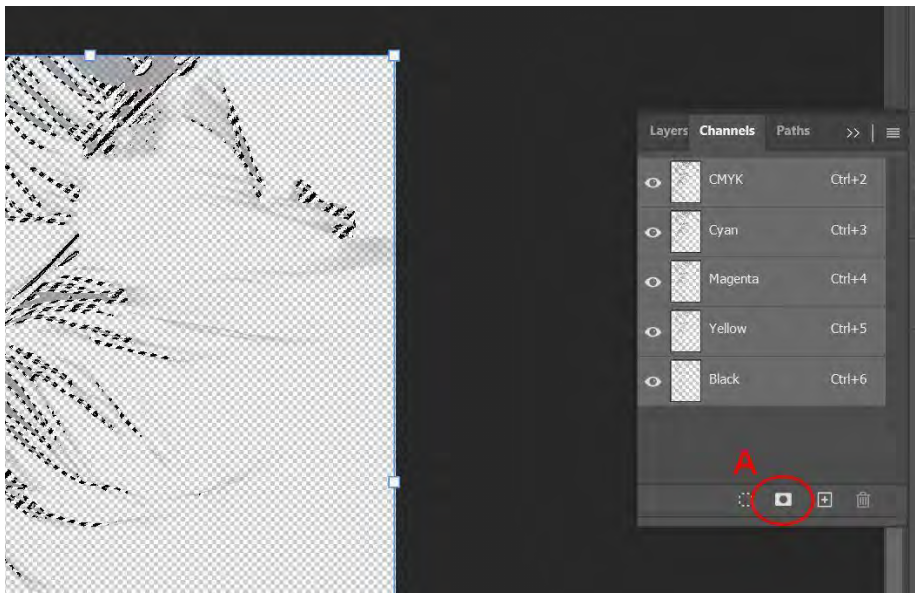 Layers Channels Paths
CMYK Ctrl+2
Cyan Ctrl+3
Magenta Ctrl+4
Yellow Ctrl+5
Black Ctrl+6
A